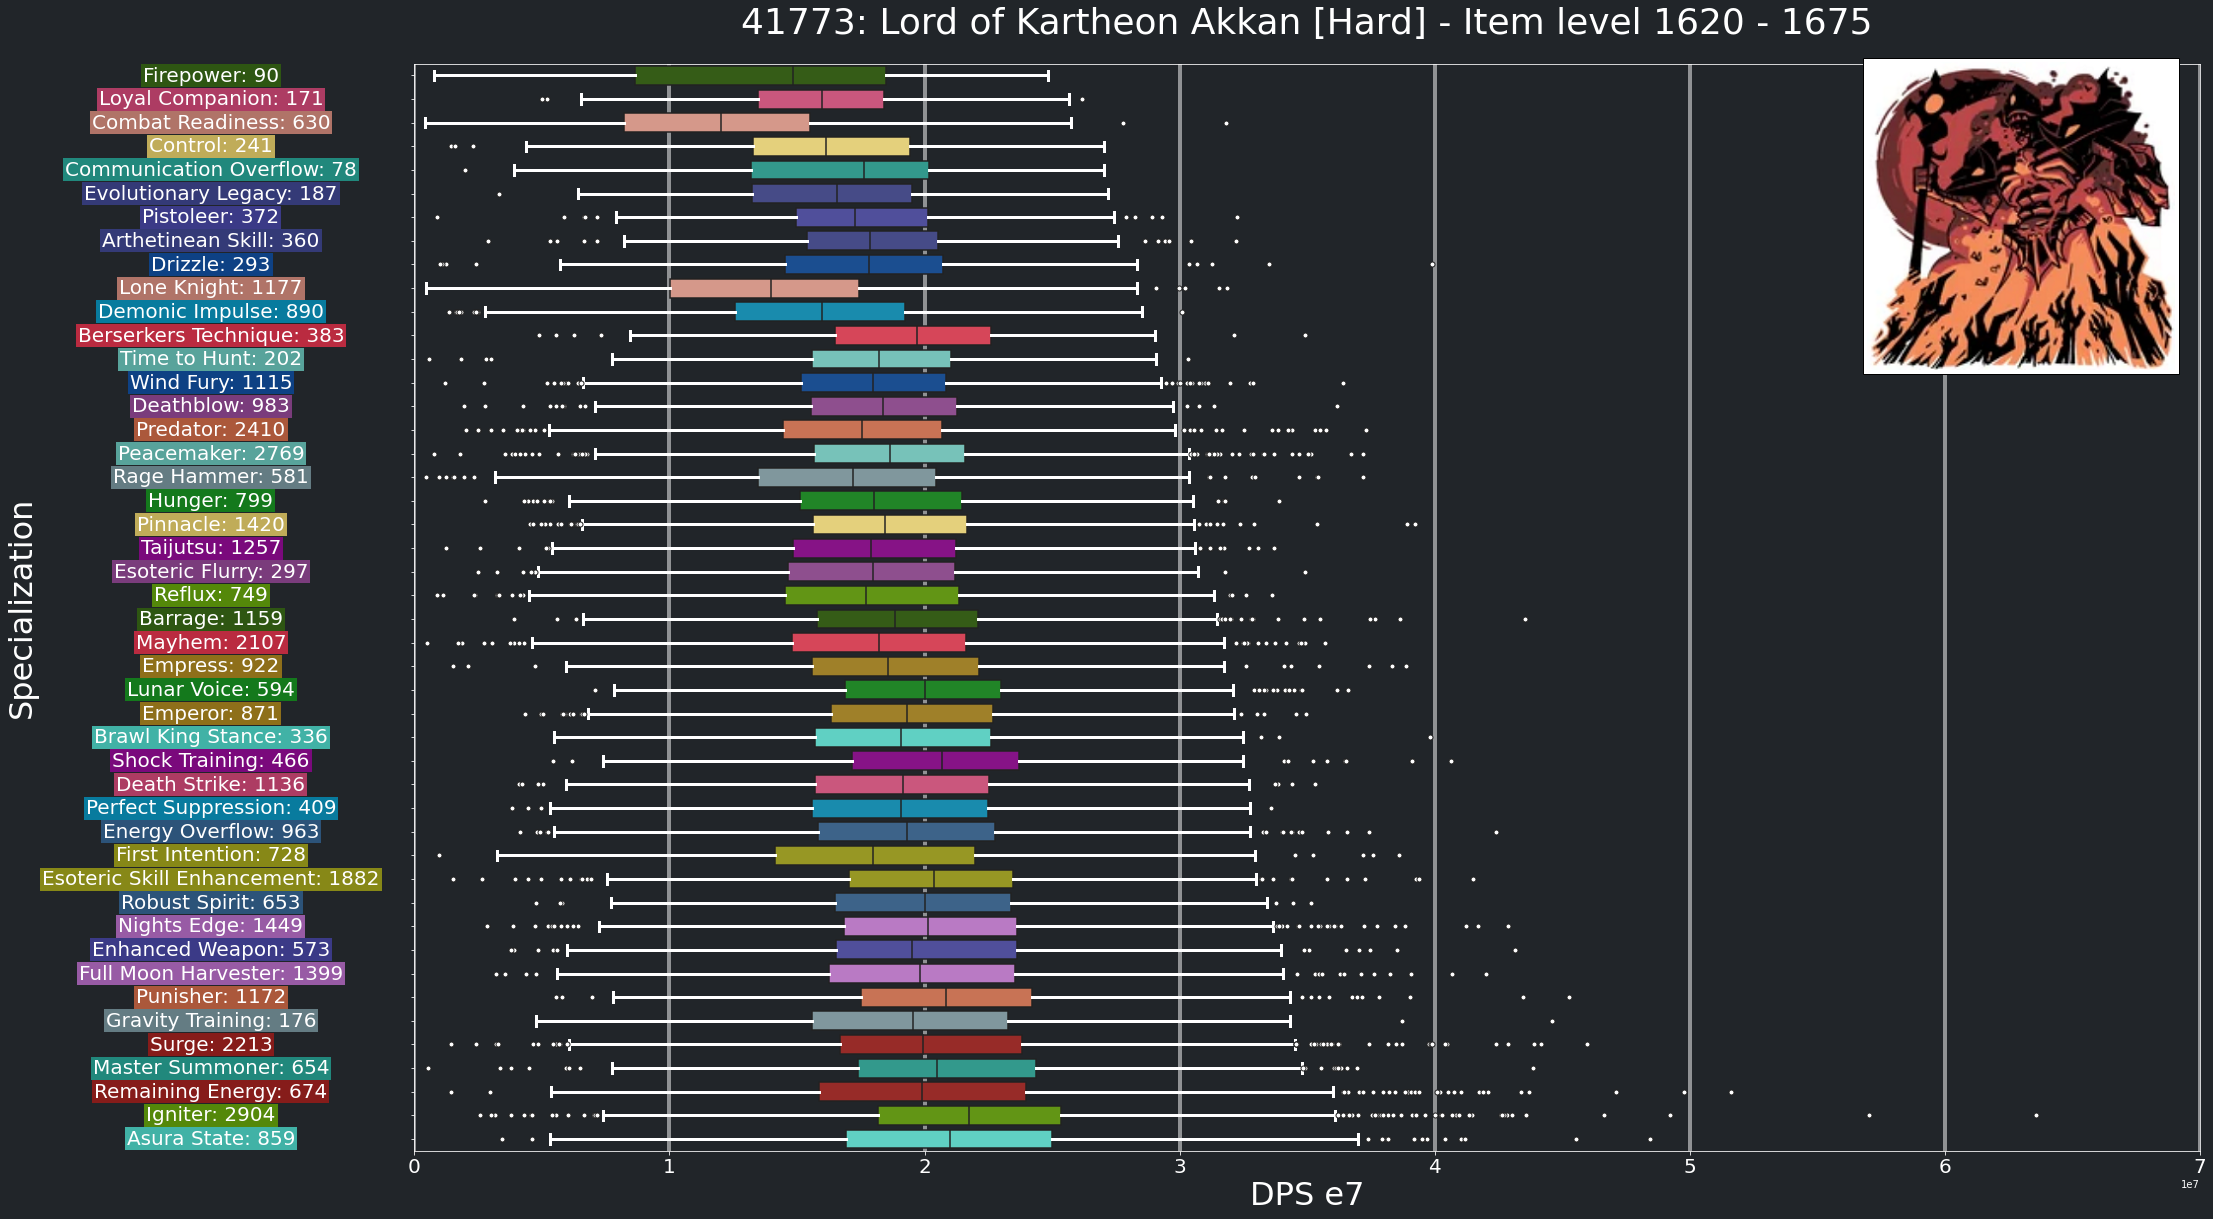 41773: Lord of Kartheon Akkan [Hard] - Item level 1620 - 1675
Specialization
Firepower: 90
Loyal Companion: 171
Combat Readiness: 630
Control: 241
Communication Overflow: 78
Evolutionary Legacy: 187
Pistoleer: 372
Arthetinean Skill: 360
Drizzle: 293
Lone Knight: 1177
Demonic Impulse: 890
Berserkers Technique: 383
Time to Hunt: 202
Wind Fury: 1115
Deathblow: 983
Predator: 2410
Peacemaker: 2769
Rage Hammer: 581
Hunger: 799
Pinnacle: 1420
Taijutsu: 1257
Esoteric Flurry: 297
Reflux: 749
Barrage: 1159
Mayhem: 2107
Empress: 922
Lunar Voice: 594
Emperor: 871
Brawl King Stance: 336
Shock Training: 466
Death Strike: 1136
Perfect Suppression: 409
Energy Overflow: 963
First Intention: 728
Esoteric Skill Enhancement: 1882
Robust Spirit: 653
Nights Edge: 1449
Enhanced Weapon: 573
Full Moon Harvester: 1399
Punisher: 1172
Gravity Training: 176
Surge: 2213
Master Summoner: 654
Remaining Energy: 674
Igniter: 2904
Asura State: 859
0 1 2 3 4 5 6 7
1e7
DPS e7